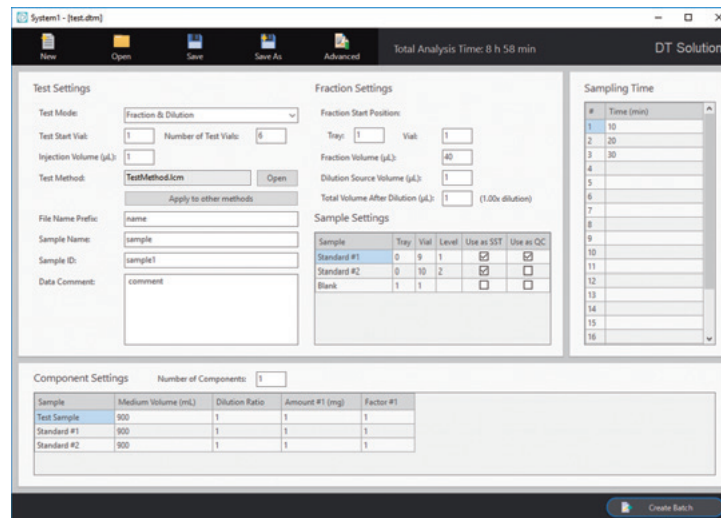 System1 - [test.dtm]
New Open Save Save As Advanced Total Analysis Time: 8 h 58 min DT Solution
Test Settings
Test Mode: Fraction & Dilution
Test Start Vial: 1 Number of Test Vials: 6
Injection Volume (µL): 1
Test Method: TestMethod.lcm Open
Apply to other methods
File Name Prefix: name
Sample Name: sample
Sample ID: sample1
Data Comment: comment
Fraction Settings
Fraction Start Position:
Tray: 1 Vial: 1
Fraction Volume (µL): 40
Dilution Source Volume (µL): 1
Total Volume After Dilution (µL): 1 (1.00x dilution)
Sample Settings
Sample Tray Vial Level Use as SST Use as QC
Standard #1 0 9 1
Standard #2 0 10 2
Blank 1 1
Sampling Time
# Time (min)
1 10
2 20
3 30
4
5
6
7
8
9
10
11
12
13
14
15
16
Component Settings Number of Components: 1
Sample Medium Volume (mL) Dilution Ratio Amount #1 (mg) Factor #1
Test Sample 900 1 1 1
Standard #1 900 1 1 1
Standard #2 900 1 1 1
Create Batch